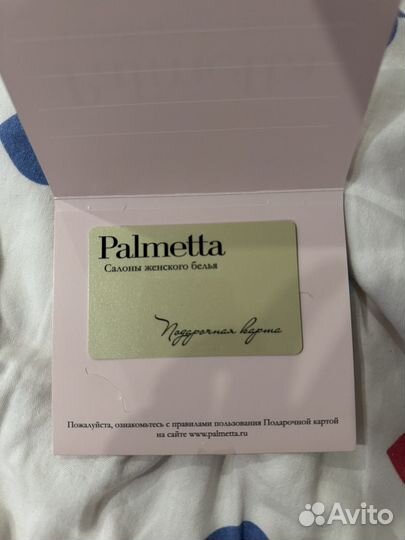 Palmetta
Салоны женского белья
Подарочная карта
Пожалуйста, ознакомьтесь с правилами пользования Подарочной картой
на сайте www.palmetta.ru
Avito